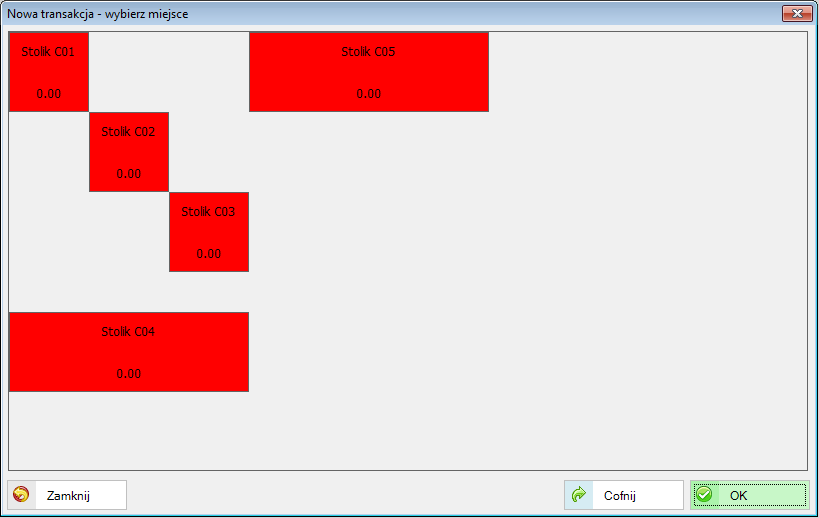 Nowa transakcja - wybierz miejsce
Stolik C01
0.00
Stolik C05
0.00
Stolik C02
0.00
Stolik C03
0.00
Stolik C04
0.00
Zamknij
Cofnij
OK